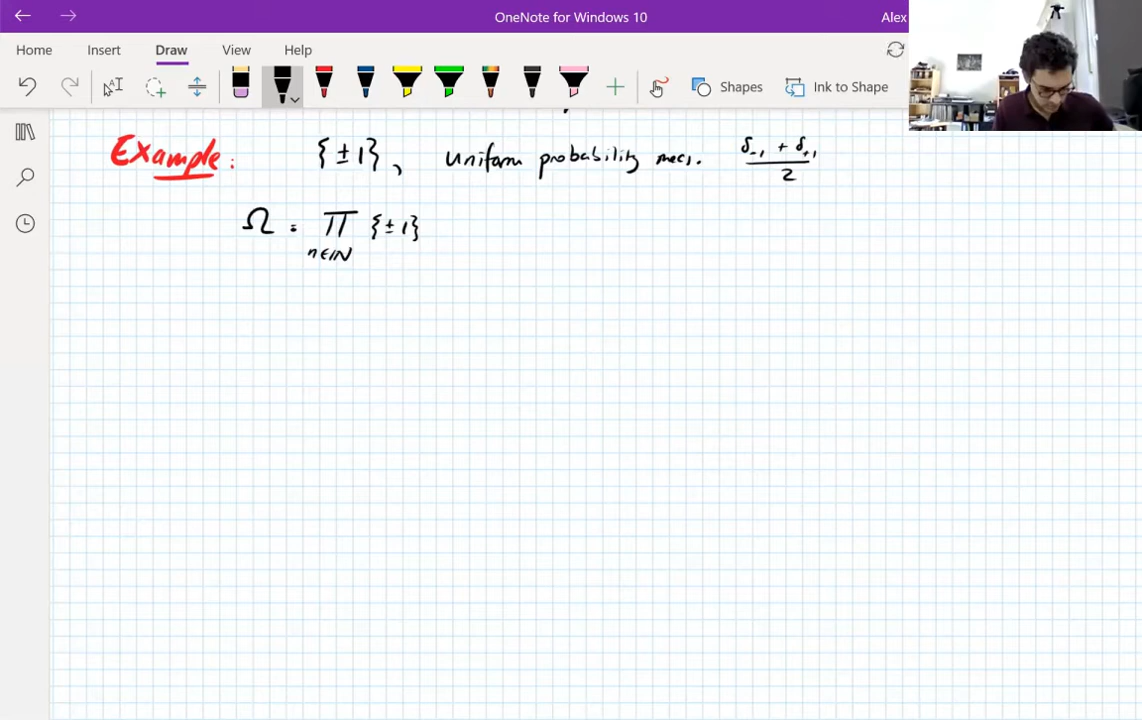 OneNote for Windows 10
Alex
Home Insert Draw View Help
Shapes Ink to Shape
Example: {±1}, Uniform probability meas. δ₋₁ + δ₊₁ / 2
Ω = Π {±1}
n∈ℕ